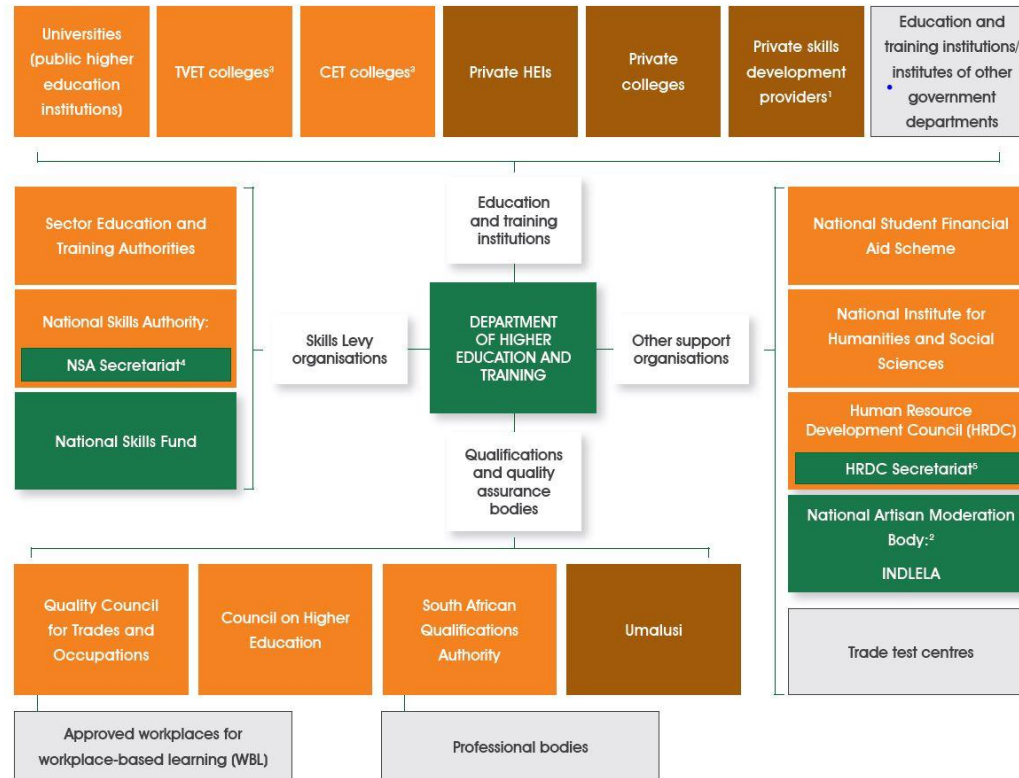 Universities
(public higher
education
institutions)
TVET colleges³
CET colleges³
Private HEIs
Private
colleges
Private skills
development
providers¹
Education and
training institutions/
institutes of other
government
departments
Education
and training
institutions
Sector Education and
Training Authorities
National Skills Authority:
NSA Secretariat⁴
National Skills Fund
Skills Levy
organisations
DEPARTMENT
OF HIGHER
EDUCATION AND
TRAINING
Other support
organisations
National Student Financial
Aid Scheme
National Institute for
Humanities and Social
Sciences
Human Resource
Development Council (HRDC)
HRDC Secretariat⁵
National Artisan Moderation
Body:²
INDLELA
Trade test centres
Qualifications
and quality
assurance
bodies
Quality Council
for Trades and
Occupations
Council on Higher
Education
South African
Qualifications
Authority
Umalusi
Approved workplaces for
workplace-based learning (WBL)
Professional bodies